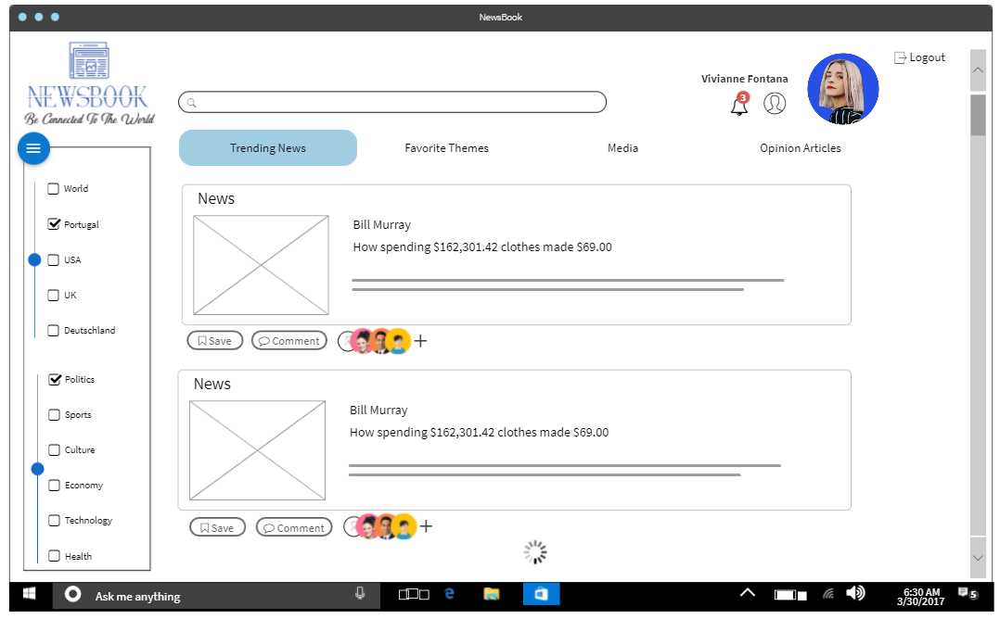 NewsBook
NEWSBOOK
Be Connected To The World
Vivianne Fontana
3
Logout
Trending News
Favorite Themes
Media
Opinion Articles
World
Portugal
USA
UK
Deutschland
Politics
Sports
Culture
Economy
Technology
Health
News
Bill Murray
How spending $162,301.42 clothes made $69.00
Save
Comment
News
Bill Murray
How spending $162,301.42 clothes made $69.00
Save
Comment
Ask me anything
6:30 AM
3/30/2017
5